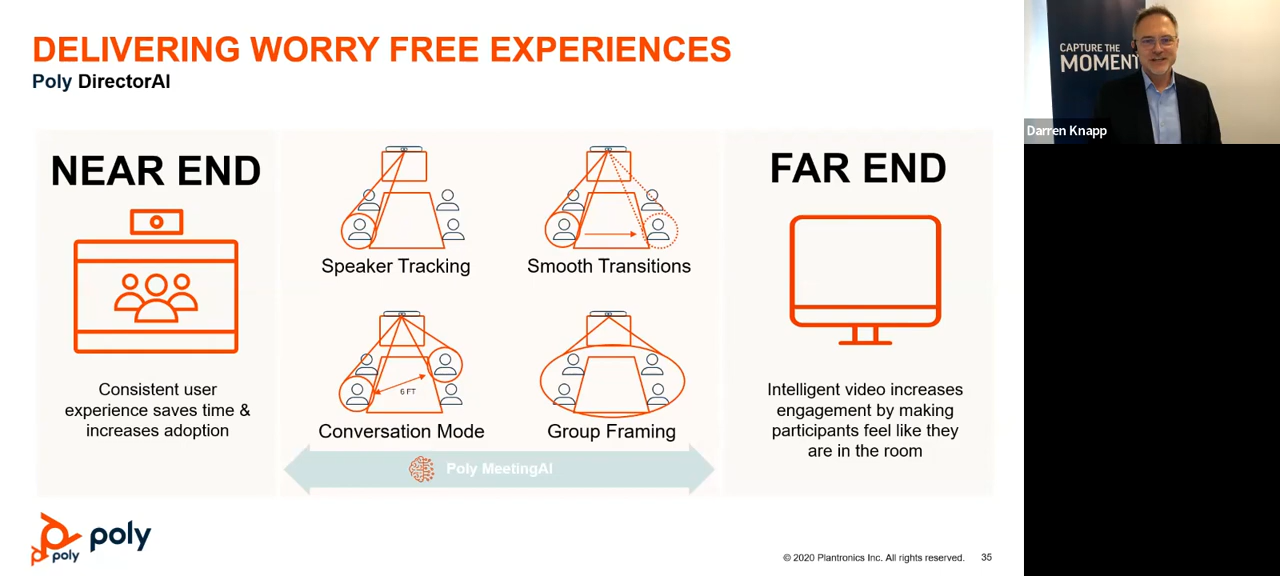 DELIVERING WORRY FREE EXPERIENCES
Poly DirectorAI
NEAR END
Consistent user
experience saves time &
increases adoption
Speaker Tracking
Smooth Transitions
6 FT
Conversation Mode
Group Framing
Poly MeetingAI
FAR END
Intelligent video increases
engagement by making
participants feel like they
are in the room
poly
poly
© 2020 Plantronics Inc. All rights reserved.
35
CAPTURE THE
MOMENT
Darren Knapp